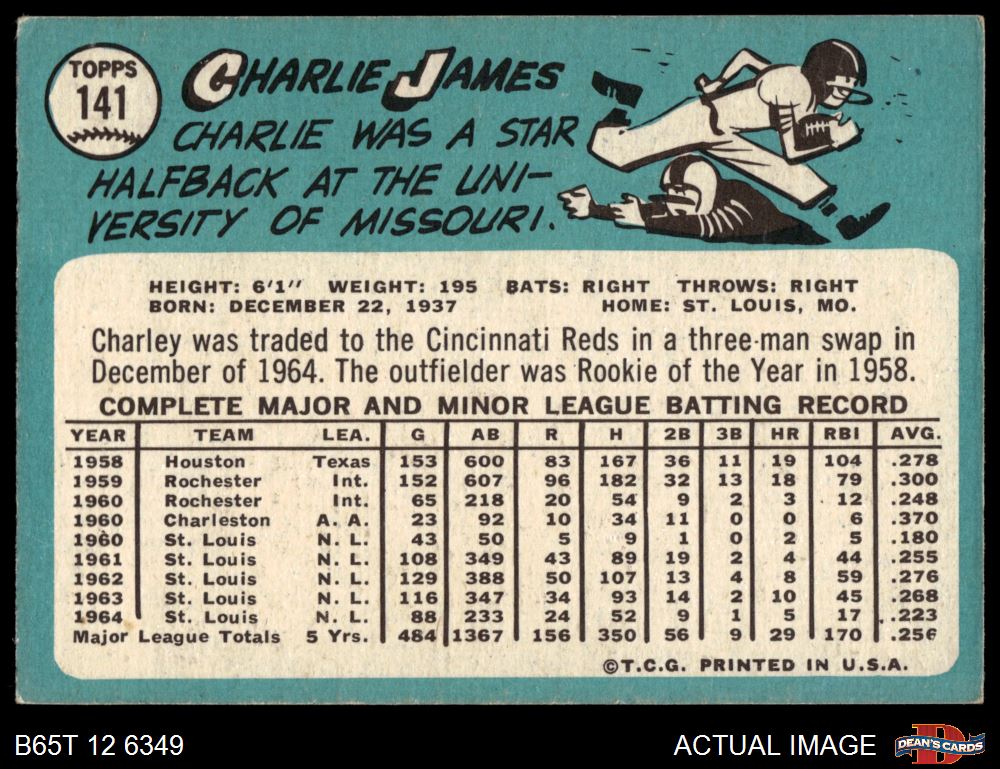 TOPPS
141
CHARLIE JAMES
CHARLIE WAS A STAR
HALFBACK AT THE UNI-
VERSITY OF MISSOURI.
HEIGHT: 6'1" WEIGHT: 195 BATS: RIGHT THROWS: RIGHT
BORN: DECEMBER 22, 1937 HOME: ST. LOUIS, MO.
Charley was traded to the Cincinnati Reds in a three-man swap in
December of 1964. The outfielder was Rookie of the Year in 1958.
COMPLETE MAJOR AND MINOR LEAGUE BATTING RECORD
YEAR TEAM LEA. G AB R H 2B 3B HR RBI AVG.
1958 Houston Texas 153 600 83 167 36 11 19 104 .278
1959 Rochester Int. 152 607 96 182 32 13 18 79 .300
1960 Rochester Int. 65 218 20 54 9 2 3 12 .248
1960 Charleston A. A. 23 92 10 34 11 0 0 6 .370
1960 St. Louis N. L. 43 50 5 9 1 0 2 5 .180
1961 St. Louis N. L. 108 349 43 89 19 2 4 44 .255
1962 St. Louis N. L. 129 388 50 107 13 4 8 59 .276
1963 St. Louis N. L. 116 347 34 93 14 2 10 45 .268
1964 St. Louis N. L. 88 233 24 52 9 1 5 17 .223
Major League Totals 5 Yrs. 484 1367 156 350 56 9 29 170 .256
©T.C.G. PRINTED IN U.S.A.
B65T 12 6349 ACTUAL IMAGE DEAN'S CARDS